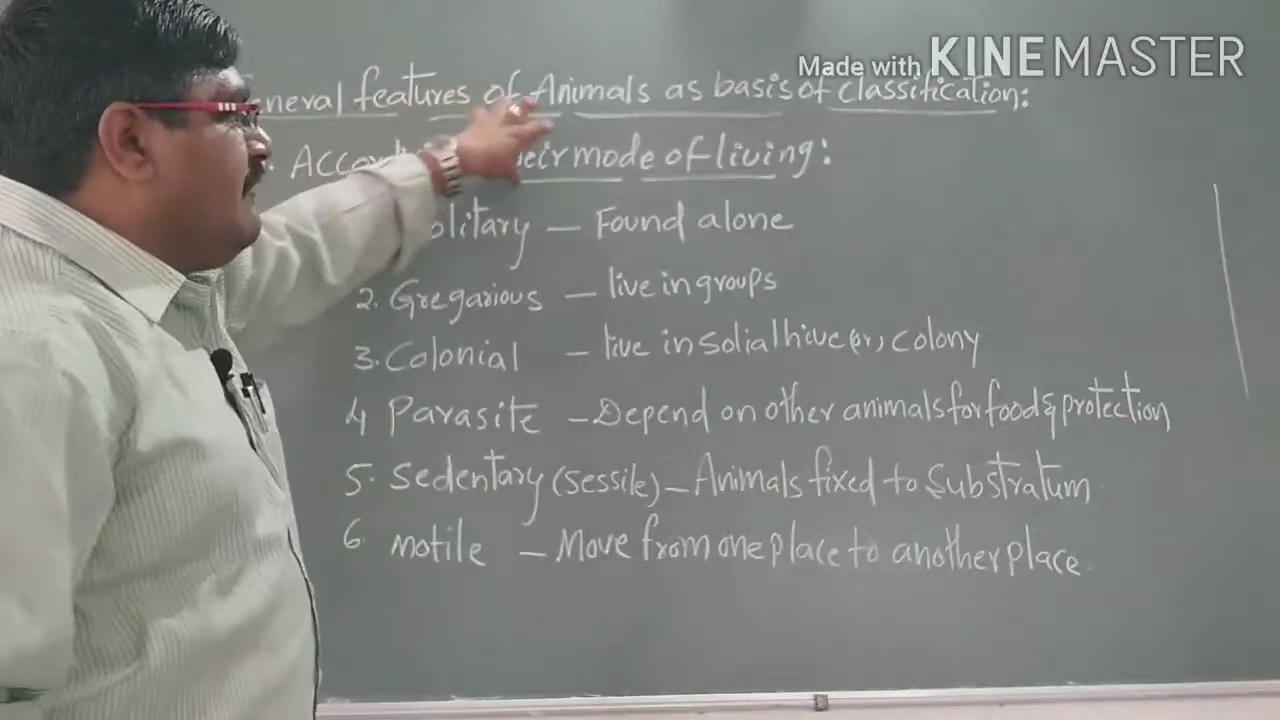 Made with KINEMASTER
eneral features of Animals as basis of classification:
Accord eir mode of living:
olitary — Found alone
2. Gregarious — live in groups
3. Colonial — live in solial hive (or) colony
4 Parasite — Depend on other animals for food & protection
5. Sedentary (sessile) — Animals fixed to Substratum
6 motile — Move from one place to another place.